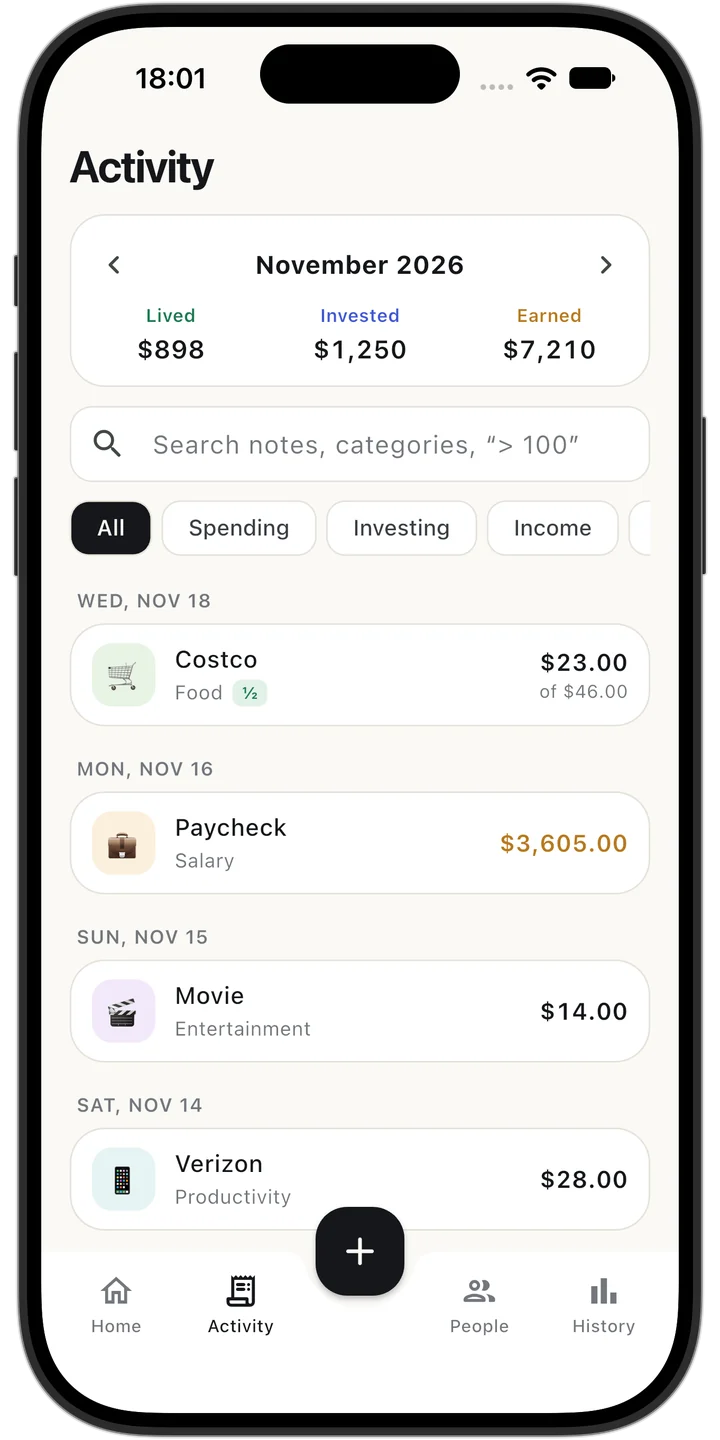 18:01
Activity
November 2026
Lived Invested Earned
$898 $1,250 $7,210
Search notes, categories, “> 100”
All Spending Investing Income
WED, NOV 18
Costco $23.00
Food ½ of $46.00
MON, NOV 16
Paycheck $3,605.00
Salary
SUN, NOV 15
Movie $14.00
Entertainment
SAT, NOV 14
Verizon $28.00
Productivity
Home Activity People History